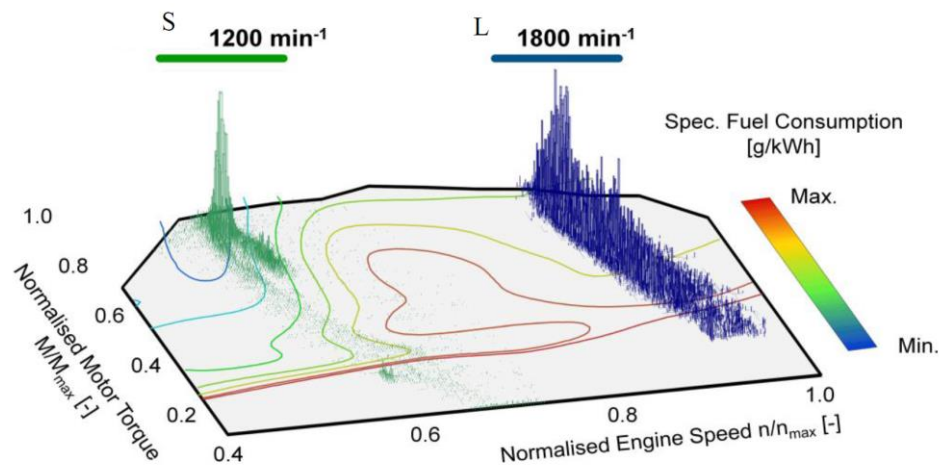 S
1200 min⁻¹
L
1800 min⁻¹
Spec. Fuel Consumption
[g/kWh]
Max.
Min.
1.0
0.8
0.6
0.4
0.2
Normalised Motor Torque
M/Mmax [-]
0.4
0.6
0.8
1.0
Normalised Engine Speed n/nmax [-]